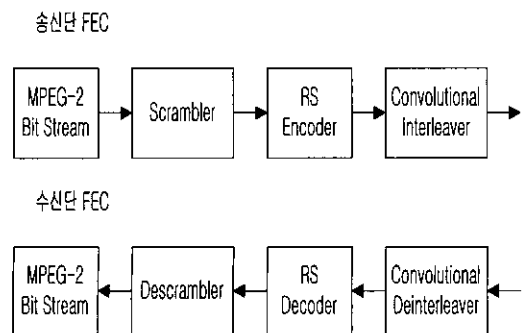 송신단 FEC
MPEG-2
Bit Stream
Scrambler
RS
Encoder
Convolutional
Interleaver
수신단 FEC
MPEG-2
Bit Stream
Descrambler
RS
Decoder
Convolutional
Deinterleaver